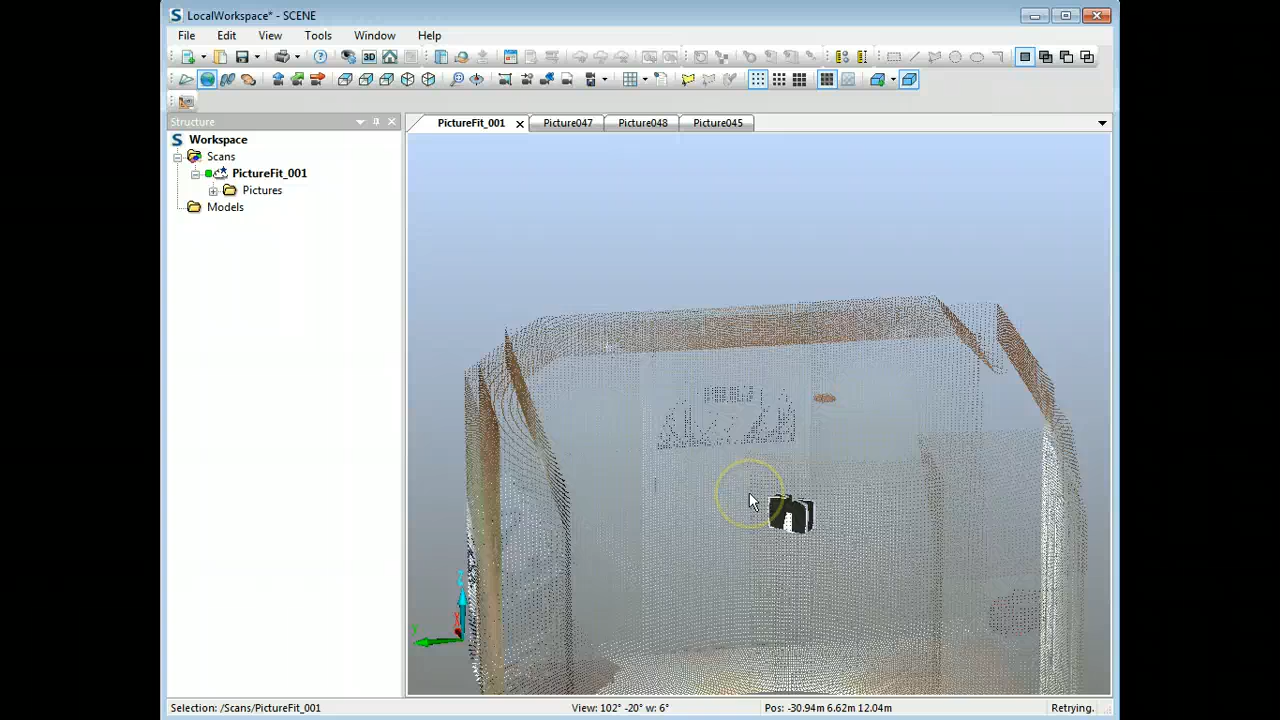 LocalWorkspace* - SCENE
File Edit View Tools Window Help
3D
Structure
PictureFit_001 Picture047 Picture048 Picture045
Workspace
Scans
PictureFit_001
Pictures
Models
Z
X
Y
Selection: /Scans/PictureFit_001 View: 102° -20° w: 6° Pos: -30.94m 6.62m 12.04m Retrying.